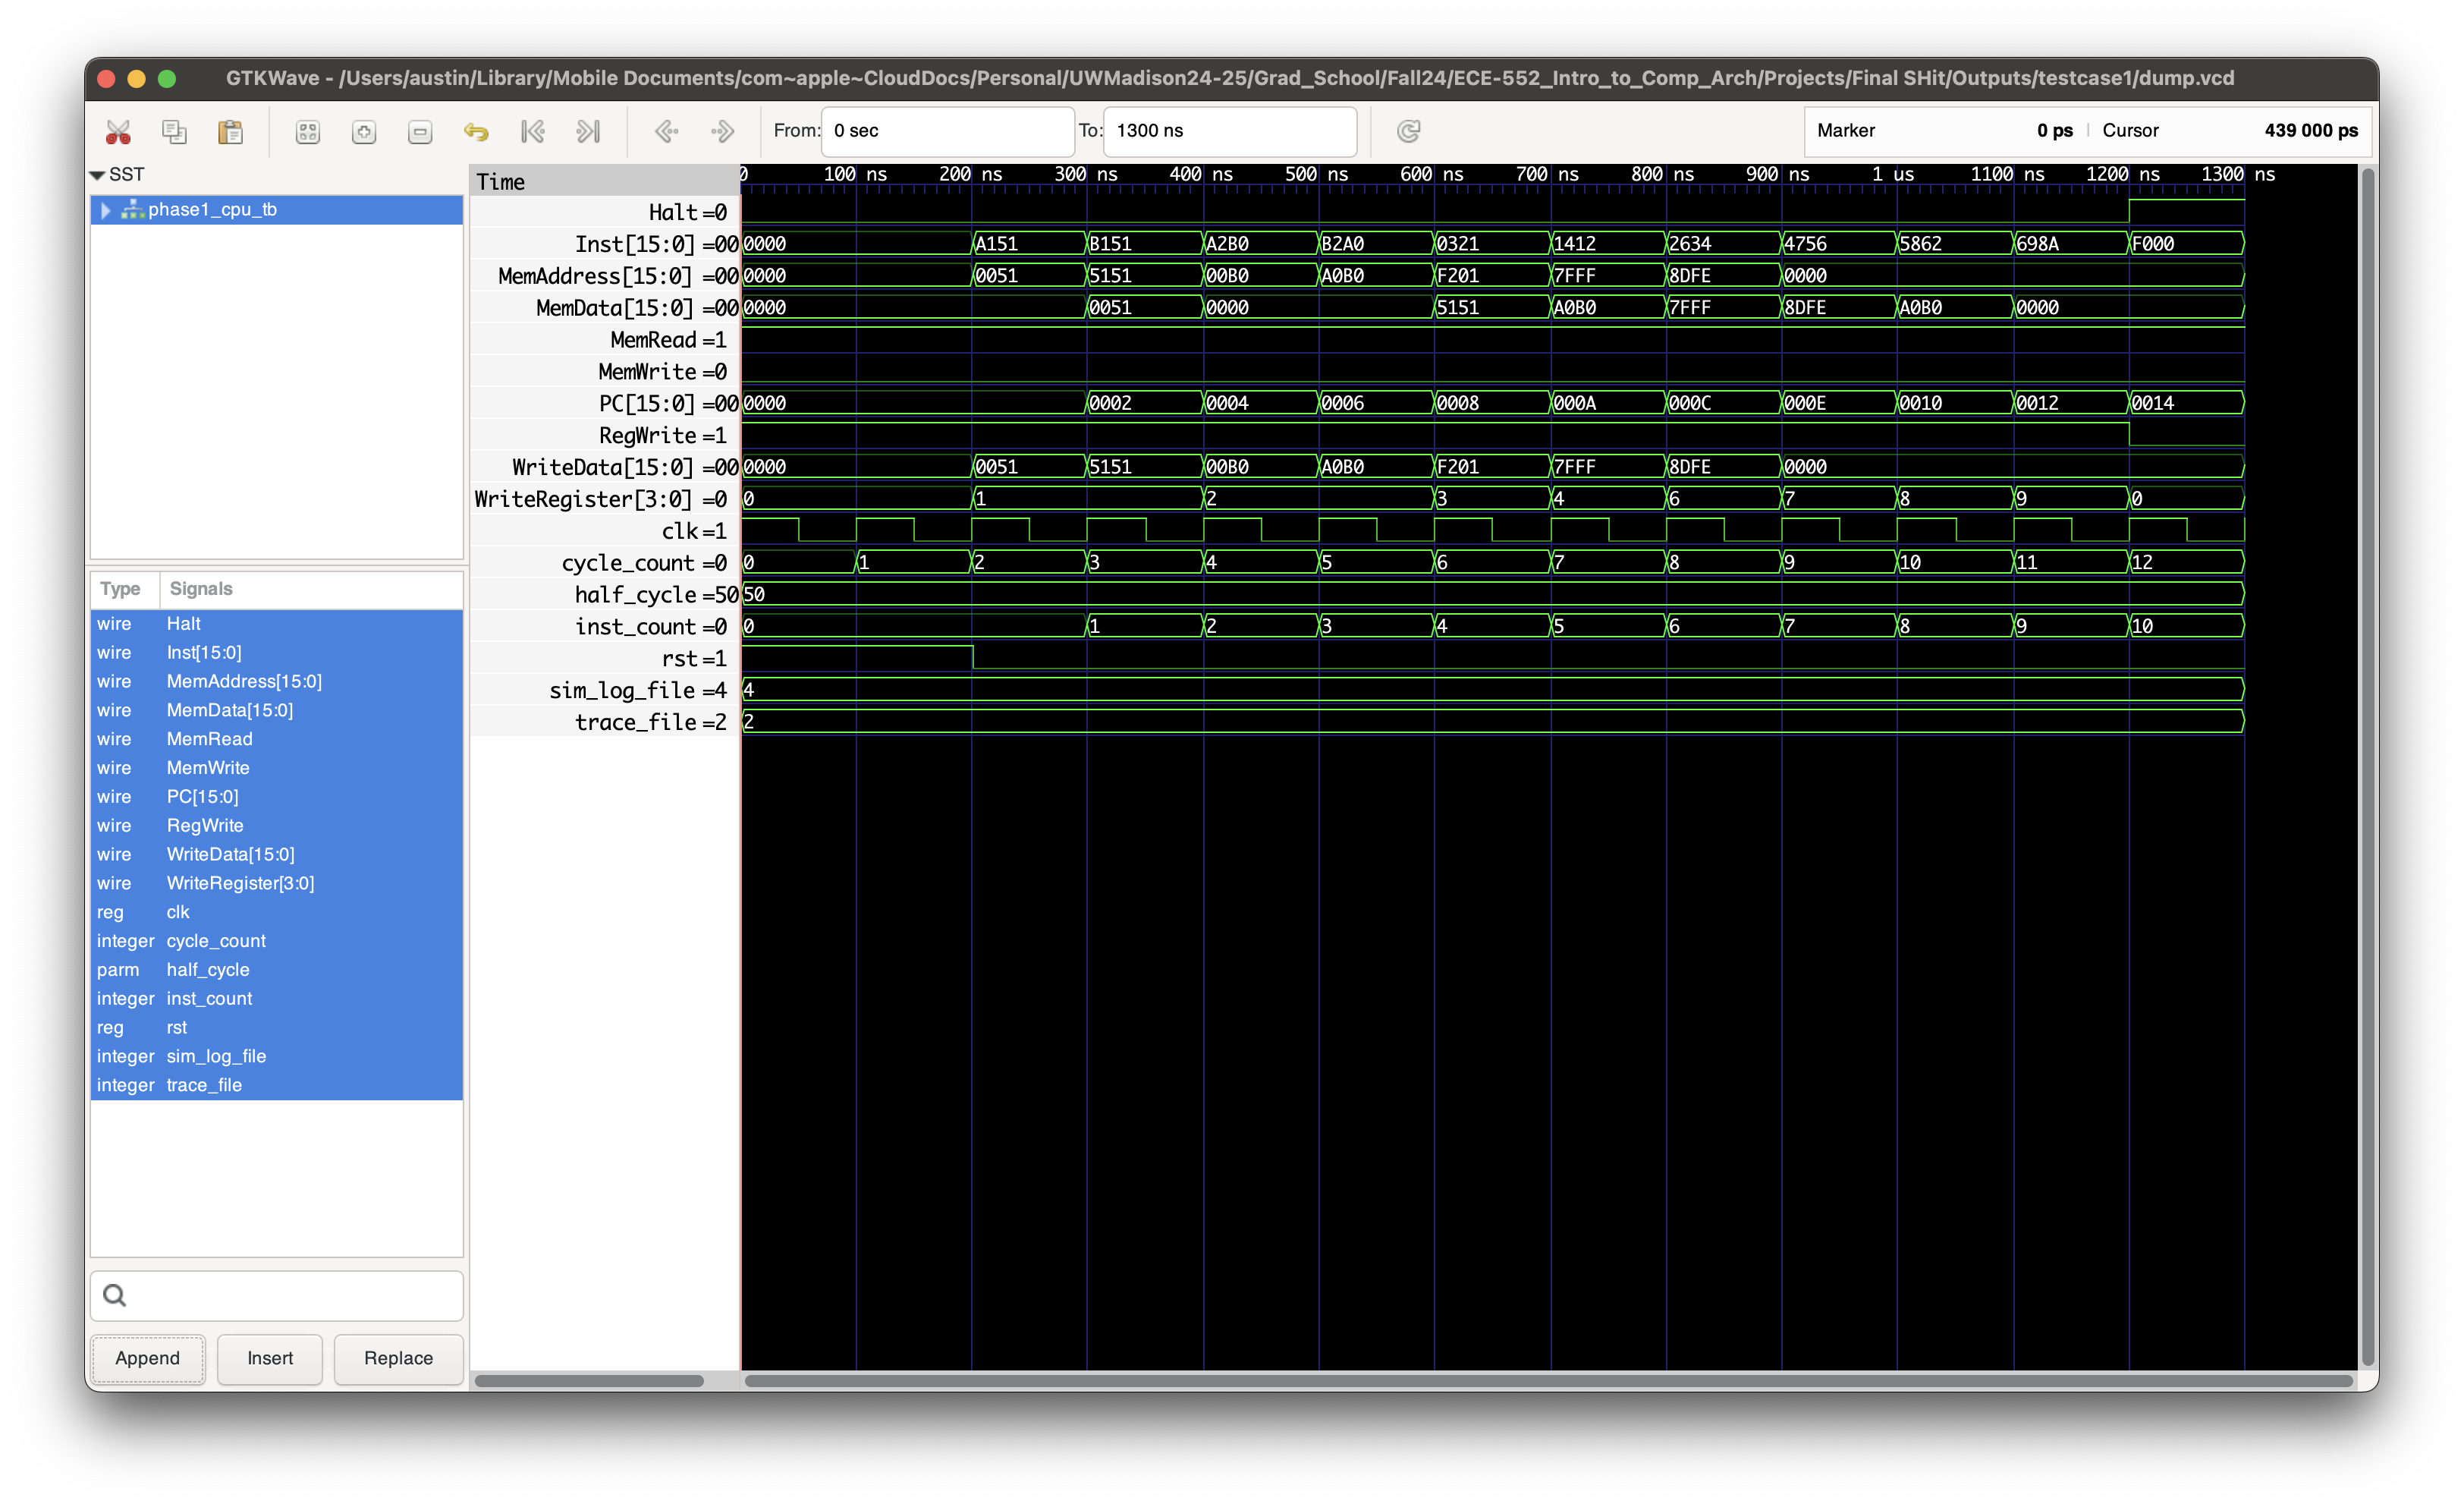 GTKWave - /Users/austin/Library/Mobile Documents/com~apple~CloudDocs/Personal/UWMadison24-25/Grad_School/Fall24/ECE-552_Intro_to_Comp_Arch/Projects/Final SHit/Outputs/testcase1/dump.vcd
From: 0 sec To: 1300 ns Marker 0 ps | Cursor 439 000 ps
SST
phase1_cpu_tb
Type Signals
wire Halt
wire Inst[15:0]
wire MemAddress[15:0]
wire MemData[15:0]
wire MemRead
wire MemWrite
wire PC[15:0]
wire RegWrite
wire WriteData[15:0]
wire WriteRegister[3:0]
reg clk
integer cycle_count
parm half_cycle
integer inst_count
reg rst
integer sim_log_file
integer trace_file
Append Insert Replace
Time 0 100 ns 200 ns 300 ns 400 ns 500 ns 600 ns 700 ns 800 ns 900 ns 1 us 1100 ns 1200 ns 1300 ns
Halt =0
Inst[15:0] =00 0000 A151 B151 A2B0 B2A0 0321 1412 2634 4756 5862 698A F000
MemAddress[15:0] =00 0000 0051 5151 00B0 A0B0 F201 7FFF 8DFE 0000
MemData[15:0] =00 0000 0051 0000 5151 A0B0 7FFF 8DFE A0B0 0000
MemRead =1
MemWrite =0
PC[15:0] =00 0000 0002 0004 0006 0008 000A 000C 000E 0010 0012 0014
RegWrite =1
WriteData[15:0] =00 0000 0051 5151 00B0 A0B0 F201 7FFF 8DFE 0000
WriteRegister[3:0] =0 0 1 2 3 4 6 7 8 9 0
clk =1
cycle_count =0 0 1 2 3 4 5 6 7 8 9 10 11 12
half_cycle =50 50
inst_count =0 0 1 2 3 4 5 6 7 8 9 10
rst =1
sim_log_file =4 4
trace_file =2 2